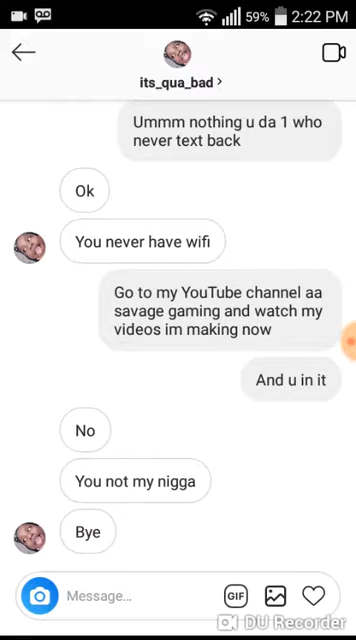 59% 2:22 PM
its_qua_bad >
Ummm nothing u da 1 who
never text back
Ok
You never have wifi
Go to my YouTube channel aa
savage gaming and watch my
videos im making now
And u in it
No
You not my nigga
Bye
Message...
GIF
DU Recorder